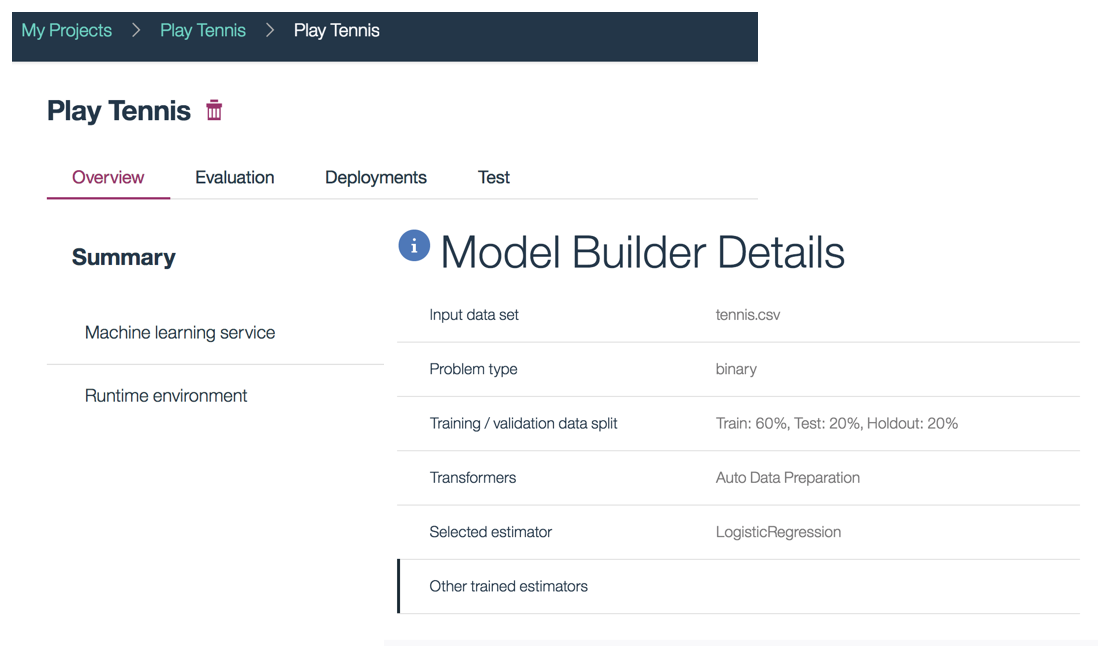 My Projects > Play Tennis > Play Tennis
Play Tennis
Overview Evaluation Deployments Test
Summary
Machine learning service
Runtime environment
i Model Builder Details
Input data set tennis.csv
Problem type binary
Training / validation data split Train: 60%, Test: 20%, Holdout: 20%
Transformers Auto Data Preparation
Selected estimator LogisticRegression
Other trained estimators